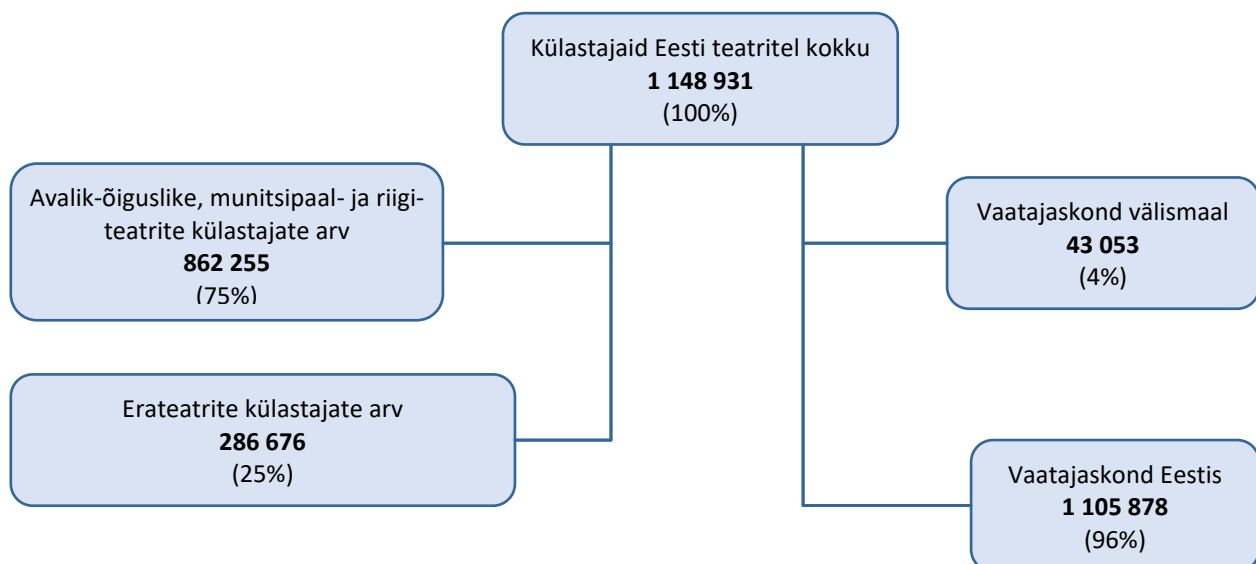 Külastajaid Eesti teatritel kokku
1 148 931
(100%)
Avalik-õiguslike, munitsipaal- ja riigi-
teatrite külastajate arv
862 255
(75%)
Vaatajaskond välismaal
43 053
(4%)
Erateatrite külastajate arv
286 676
(25%)
Vaatajaskond Eestis
1 105 878
(96%)